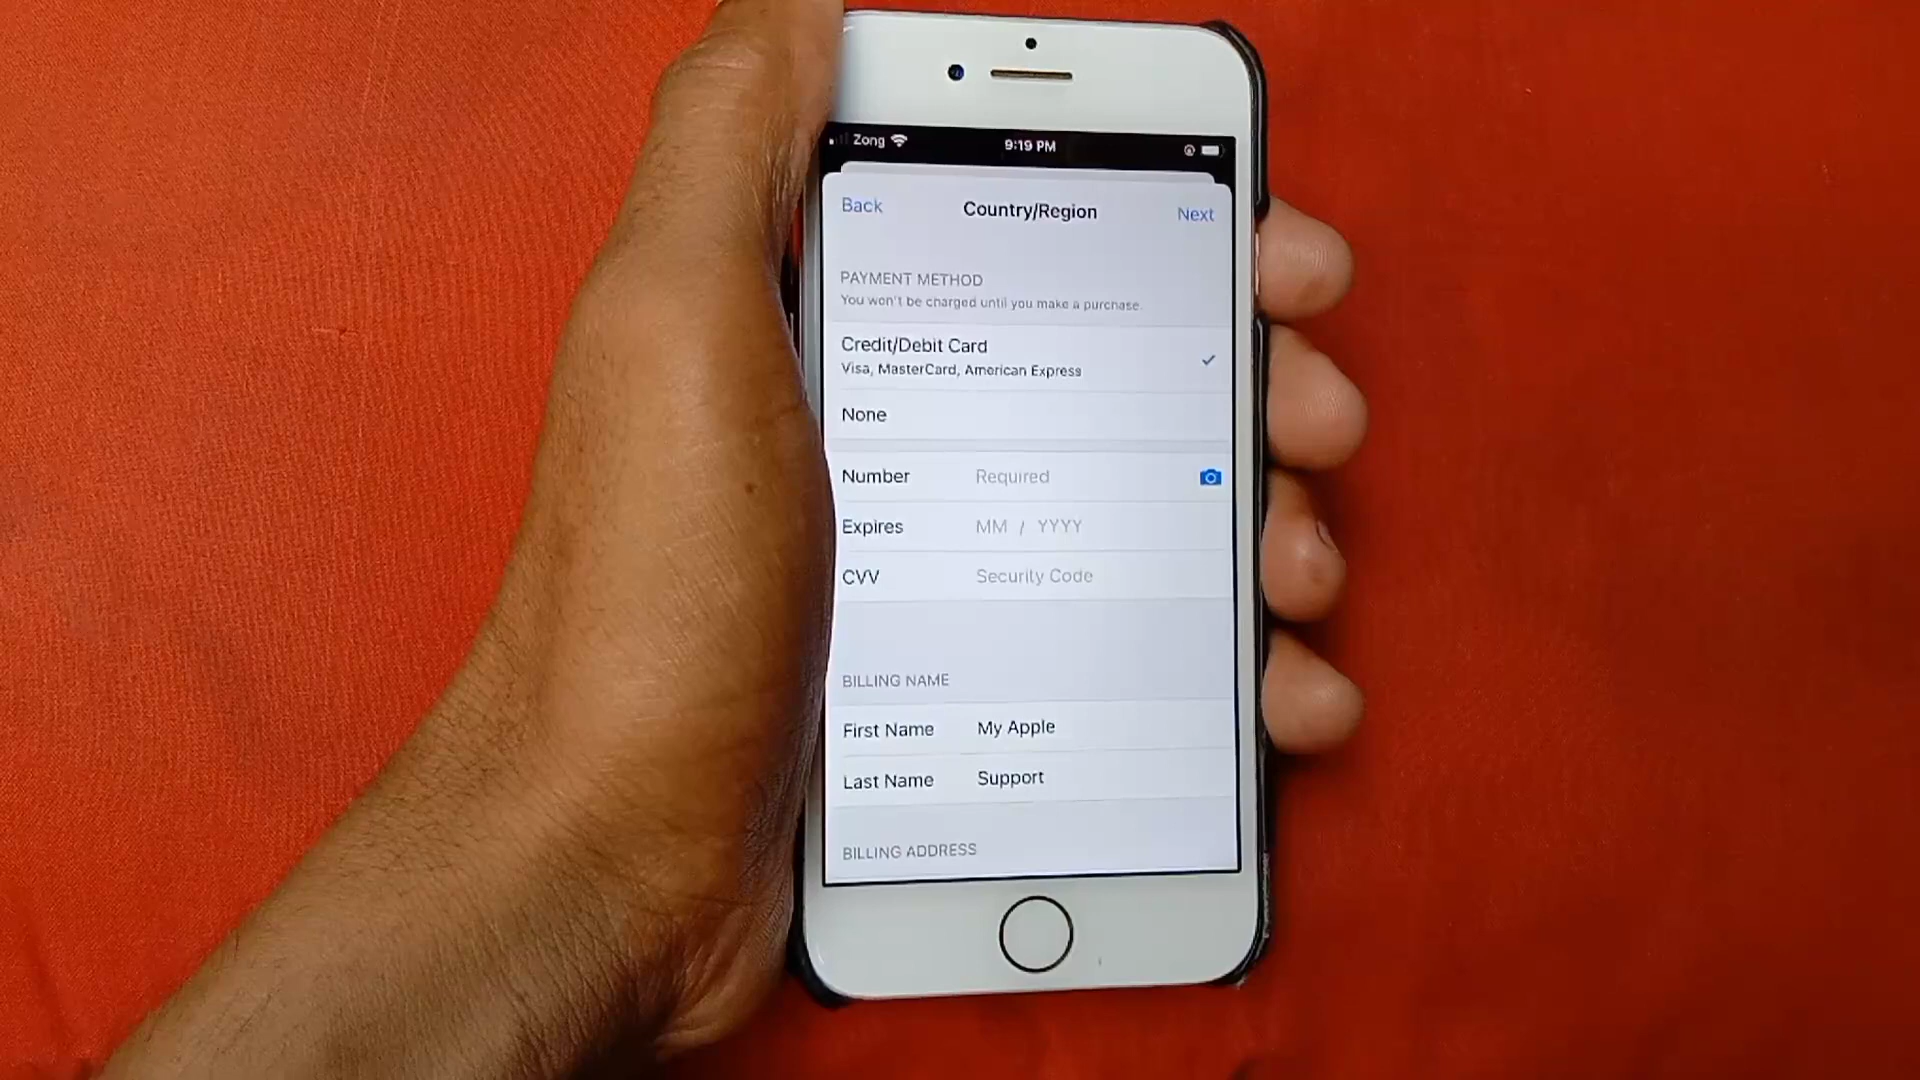 Zong
9:19 PM
Back
Country/Region
Next
PAYMENT METHOD
You won't be charged until you make a purchase.
Credit/Debit Card
Visa, MasterCard, American Express
None
Number Required
Expires MM / YYYY
CVV Security Code
BILLING NAME
First Name My Apple
Last Name Support
BILLING ADDRESS